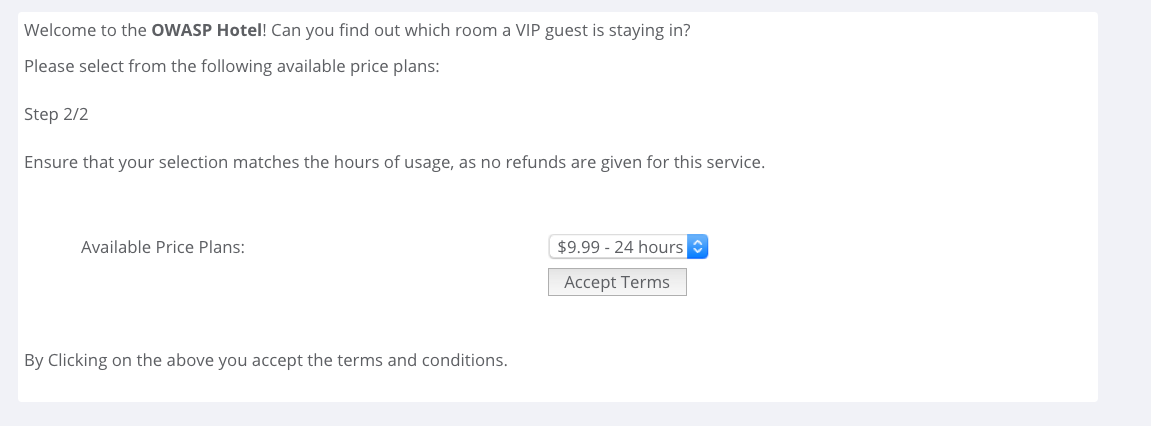 Welcome to the OWASP Hotel! Can you find out which room a VIP guest is staying in?
Please select from the following available price plans:
Step 2/2
Ensure that your selection matches the hours of usage, as no refunds are given for this service.
Available Price Plans: $9.99 - 24 hours
Accept Terms
By Clicking on the above you accept the terms and conditions.